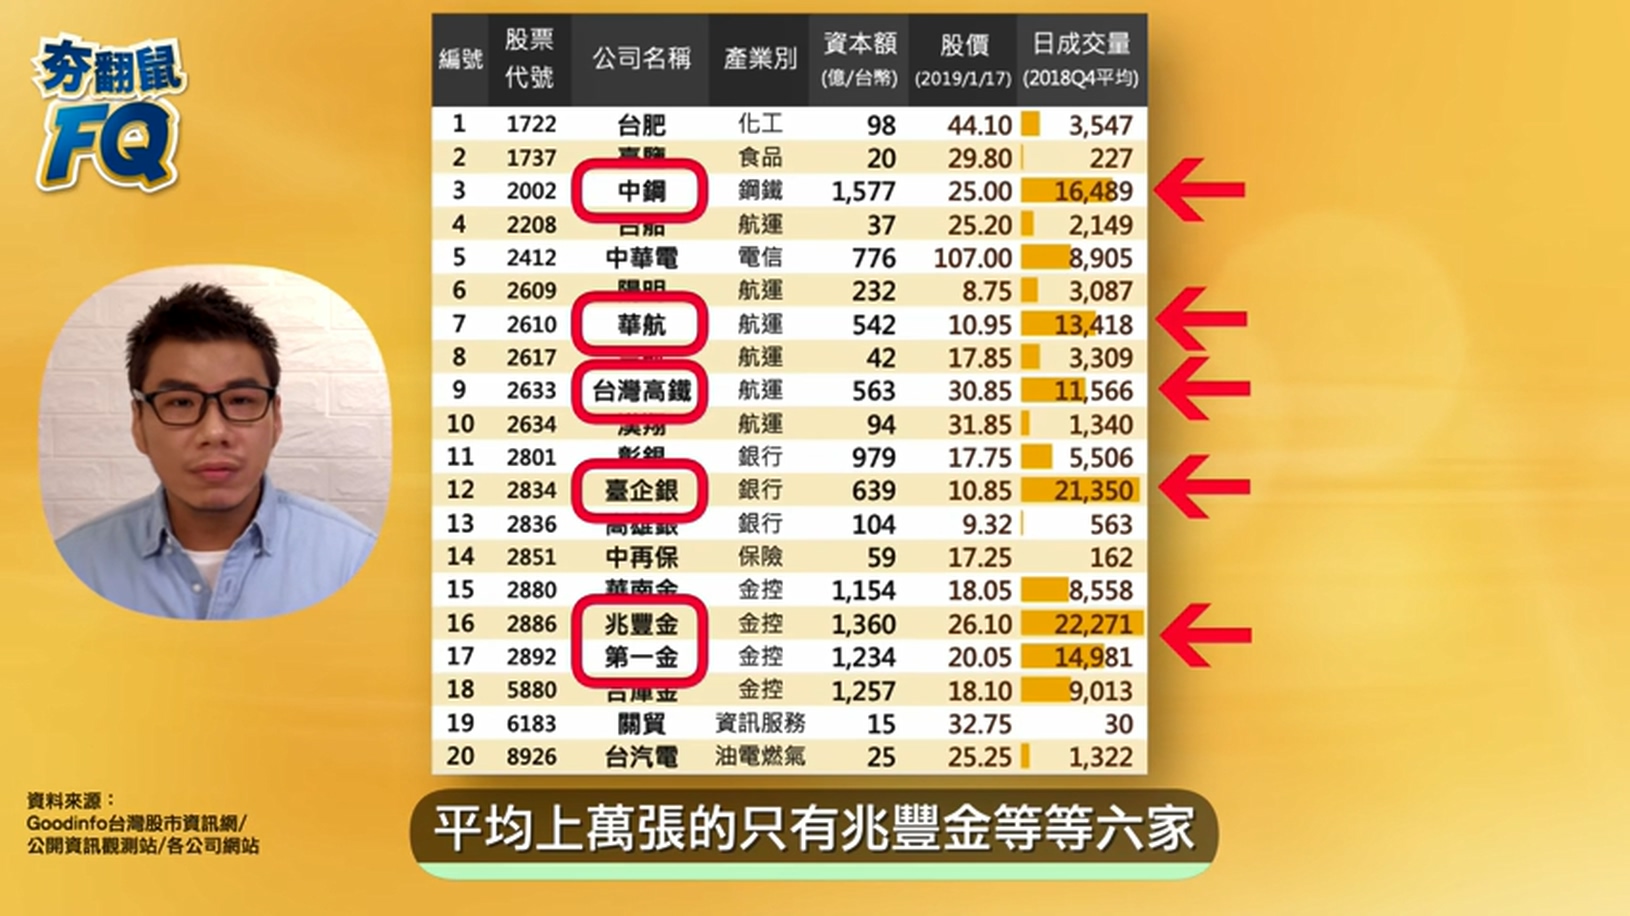 夯翻鼠
FQ
編號 股票代號 公司名稱 產業別 資本額(億/台幣) 股價(2019/1/17) 日成交量(2018Q4平均)
1 1722 台肥 化工 98 44.10 3,547
2 1737 食品 20 29.80 227
3 2002 中鋼 鋼鐵 1,577 25.00 16,489
4 2208 航運 37 25.20 2,149
5 2412 中華電 電信 776 107.00 8,905
6 2609 陽明 航運 232 8.75 3,087
7 2610 華航 航運 542 10.95 13,418
8 2617 航運 42 17.85 3,309
9 2633 台灣高鐵 航運 563 30.85 11,566
10 2634 漢翔 航運 94 31.85 1,340
11 2801 彰銀 銀行 979 17.75 5,506
12 2834 臺企銀 銀行 639 10.85 21,350
13 2836 高雄銀 銀行 104 9.32 563
14 2851 中再保 保險 59 17.25 162
15 2880 華南金 金控 1,154 18.05 8,558
16 2886 兆豐金 金控 1,360 26.10 22,271
17 2892 第一金 金控 1,234 20.05 14,981
18 5880 合庫金 金控 1,257 18.10 9,013
19 6183 關貿 資訊服務 15 32.75 30
20 8926 台汽電 油電燃氣 25 25.25 1,322
資料來源：
Goodinfo台灣股市資訊網/
公開資訊觀測站/各公司網站
平均上萬張的只有兆豐金等等六家